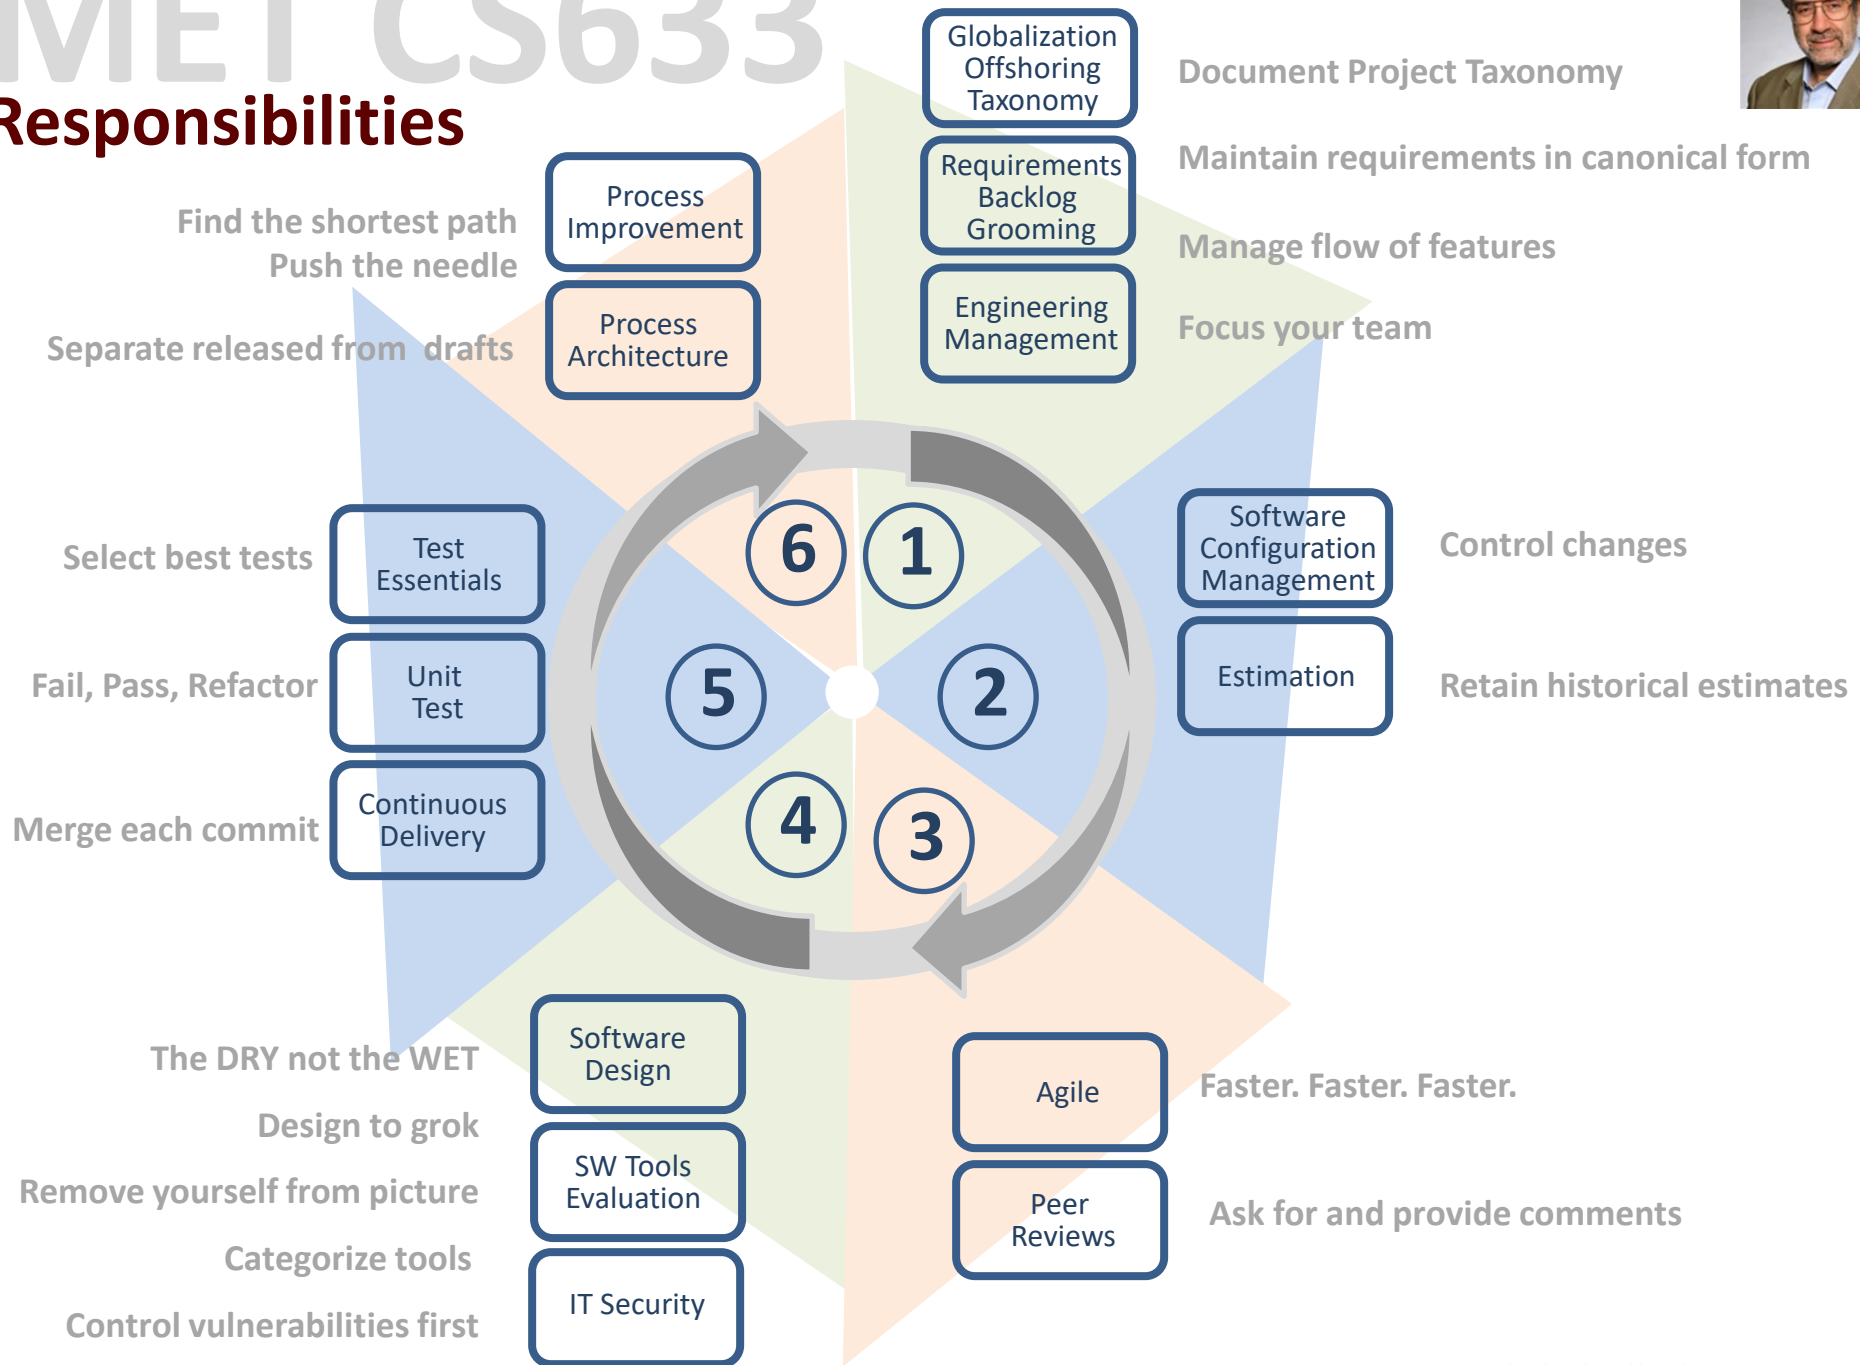 MET CS633
Responsibilities
Globalization
Offshoring
Taxonomy
Document Project Taxonomy
Requirements
Backlog
Grooming
Maintain requirements in canonical form
Manage flow of features
Engineering
Management
Focus your team
Process
Improvement
Find the shortest path
Push the needle
Process
Architecture
Separate released from drafts
6
1
5
2
4
3
Software
Configuration
Management
Control changes
Estimation
Retain historical estimates
Test
Essentials
Select best tests
Unit
Test
Fail, Pass, Refactor
Continuous
Delivery
Merge each commit
Agile
Faster. Faster. Faster.
Peer
Reviews
Ask for and provide comments
Software
Design
The DRY not the WET
Design to grok
SW Tools
Evaluation
Remove yourself from picture
Categorize tools
IT Security
Control vulnerabilities first